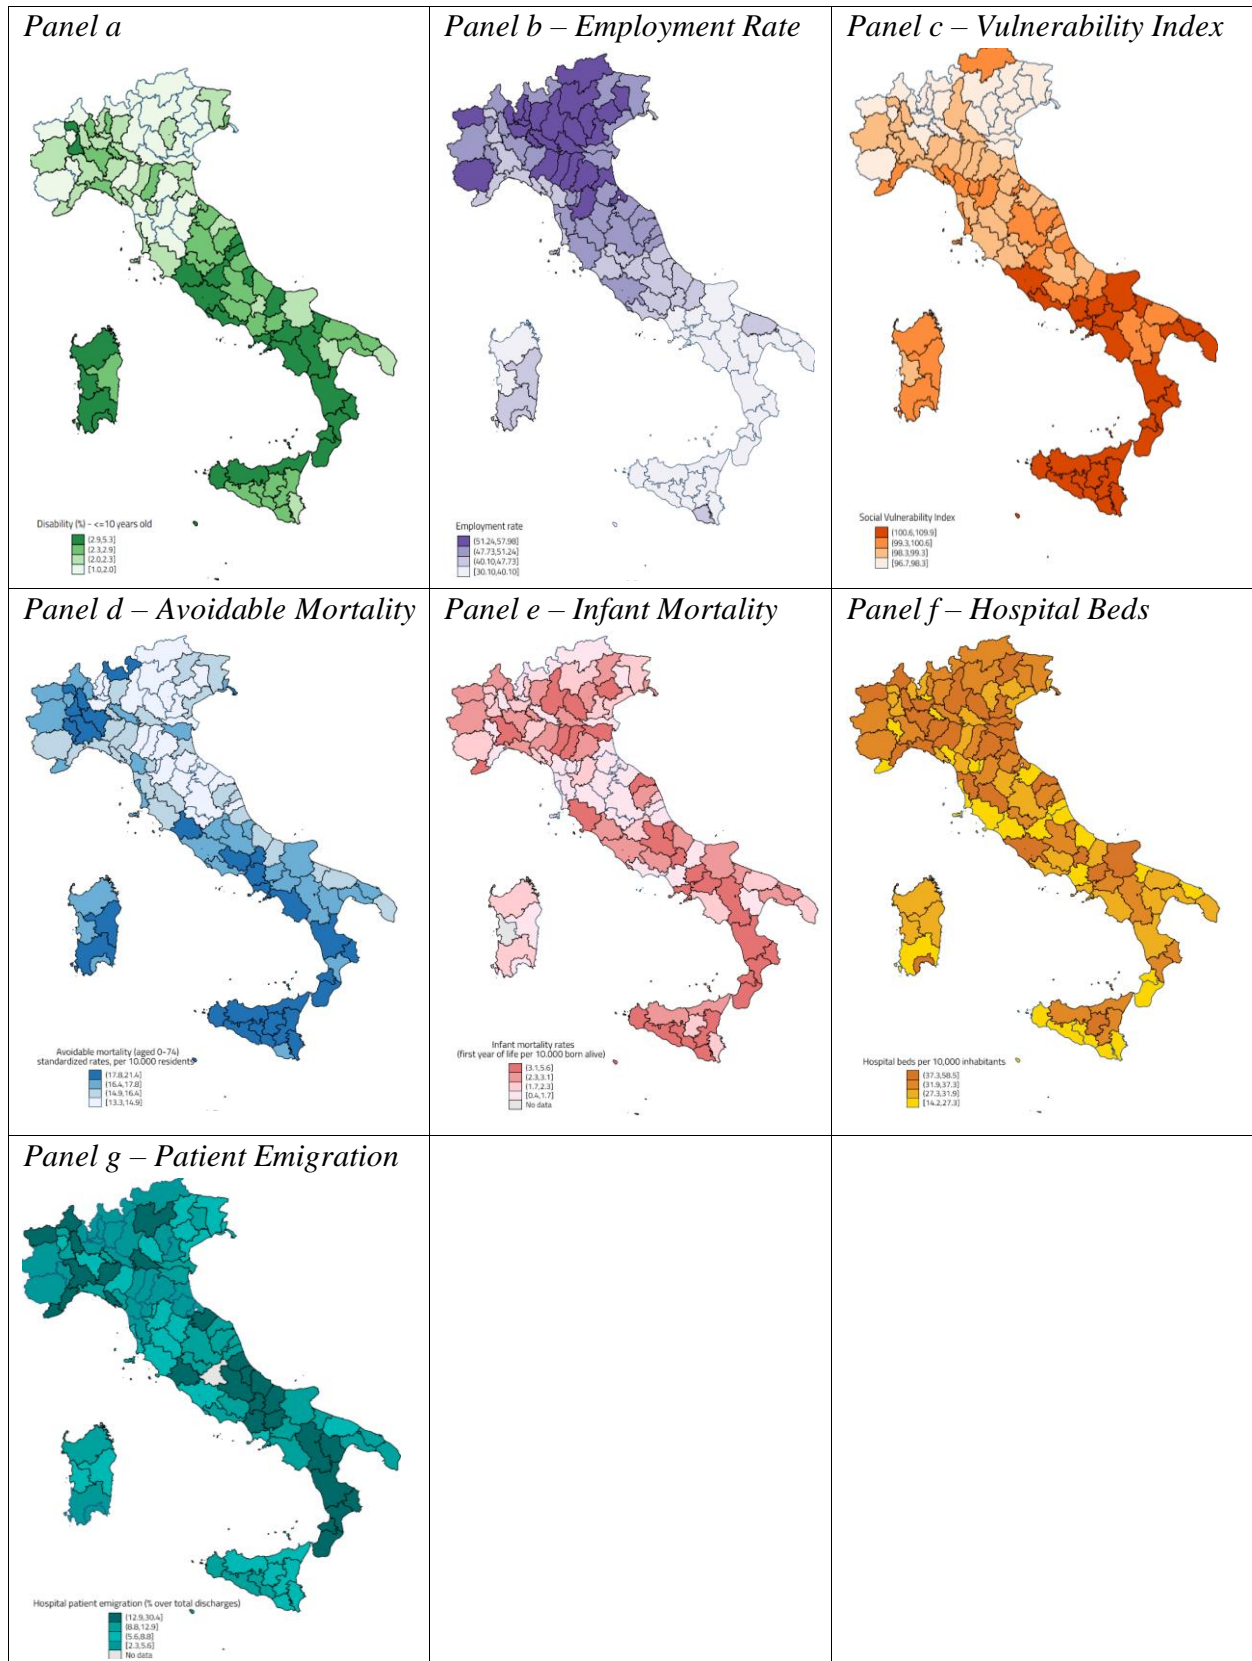 Panel a
Panel b – Employment Rate
Panel c – Vulnerability Index
Disability (%) - <=10 years old
(2.9,5.3]
(2.3,2.9]
(2.0,2.3]
[1.0,2.0]
Employment rate
(51.24,57.98]
(47.73,51.24]
(40.10,47.73]
[30.10,40.10]
Social Vulnerability Index
(100.6,109.9]
(99.3,100.6]
(98.3,99.3]
[96.7,98.3]
Panel d – Avoidable Mortality
Panel e – Infant Mortality
Panel f – Hospital Beds
Avoidable mortality (aged 0-74)
standardized rates, per 10.000 residents
(17.8,21.4]
(16.4,17.8]
(14.9,16.4]
[13.3,14.9]
Infant mortality rates
(first year of life per 10.000 born alive)
(3.1,5.6]
(2.3,3.1]
(1.7,2.3]
[0.4,1.7]
No data
Hospital beds per 10,000 inhabitants
(37.3,58.5]
(31.9,37.3]
(27.3,31.9]
[14.2,27.3]
Panel g – Patient Emigration
Hospital patient emigration (% over total discharges)
(12.9,30.4]
(8.8,12.9]
(5.6,8.8]
[2.3,5.6]
No data